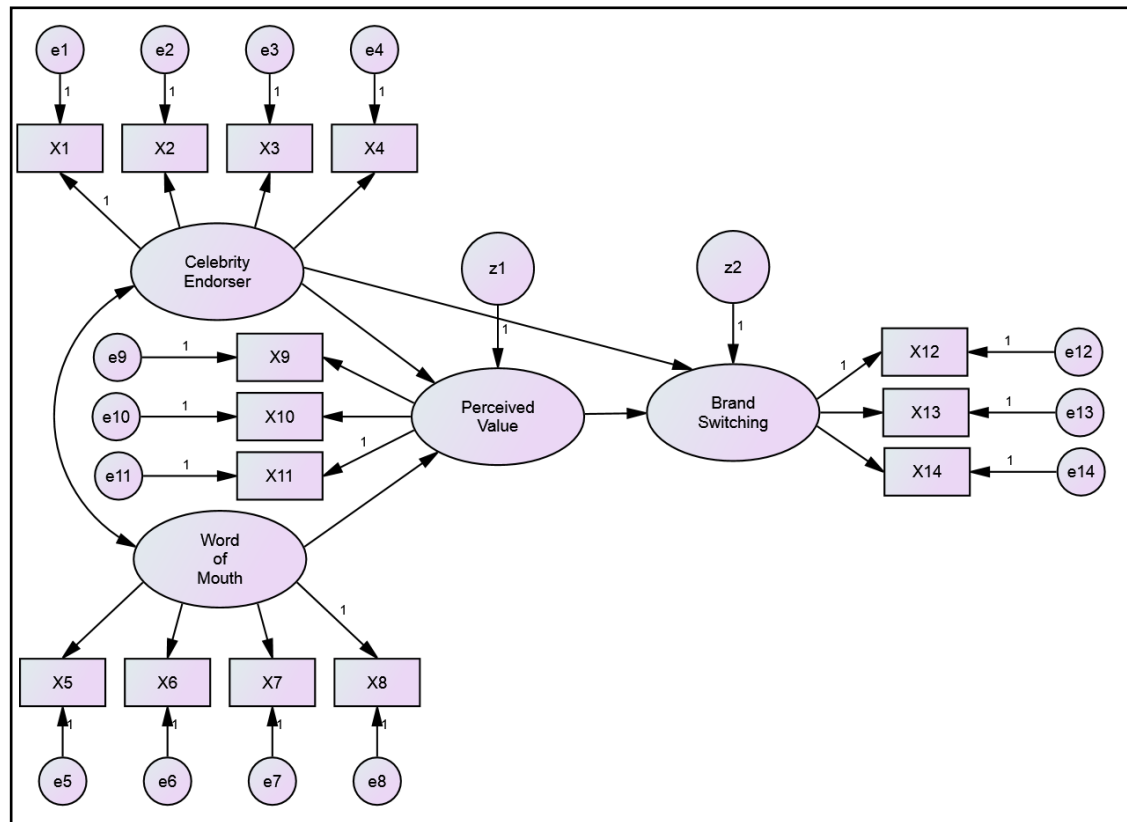 e1
e2
e3
e4
1
1
1
1
X1
X2
X3
X4
1
Celebrity
Endorser
z1
z2
1
1
e9
1
X9
e10
1
X10
e11
1
X11
1
Perceived
Value
Brand
Switching
1
X12
1
e12
X13
1
e13
X14
1
e14
Word
of
Mouth
1
X5
X6
X7
X8
1
1
1
1
e5
e6
e7
e8